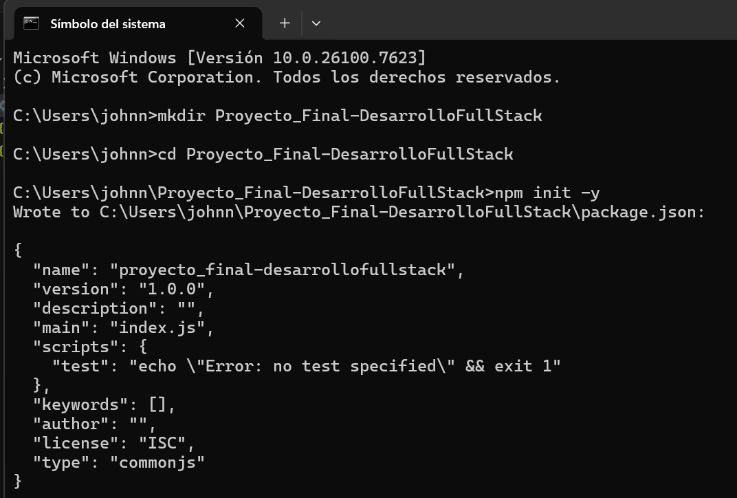 Símbolo del sistema
Microsoft Windows [Versión 10.0.26100.7623]
(c) Microsoft Corporation. Todos los derechos reservados.
C:\Users\johnn>mkdir Proyecto_Final-DesarrolloFullStack
C:\Users\johnn>cd Proyecto_Final-DesarrolloFullStack
C:\Users\johnn\Proyecto_Final-DesarrolloFullStack>npm init -y
Wrote to C:\Users\johnn\Proyecto_Final-DesarrolloFullStack\package.json:
{
  "name": "proyecto_final-desarrollofullstack",
  "version": "1.0.0",
  "description": "",
  "main": "index.js",
  "scripts": {
    "test": "echo \"Error: no test specified\" && exit 1"
  },
  "keywords": [],
  "author": "",
  "license": "ISC",
  "type": "commonjs"
}